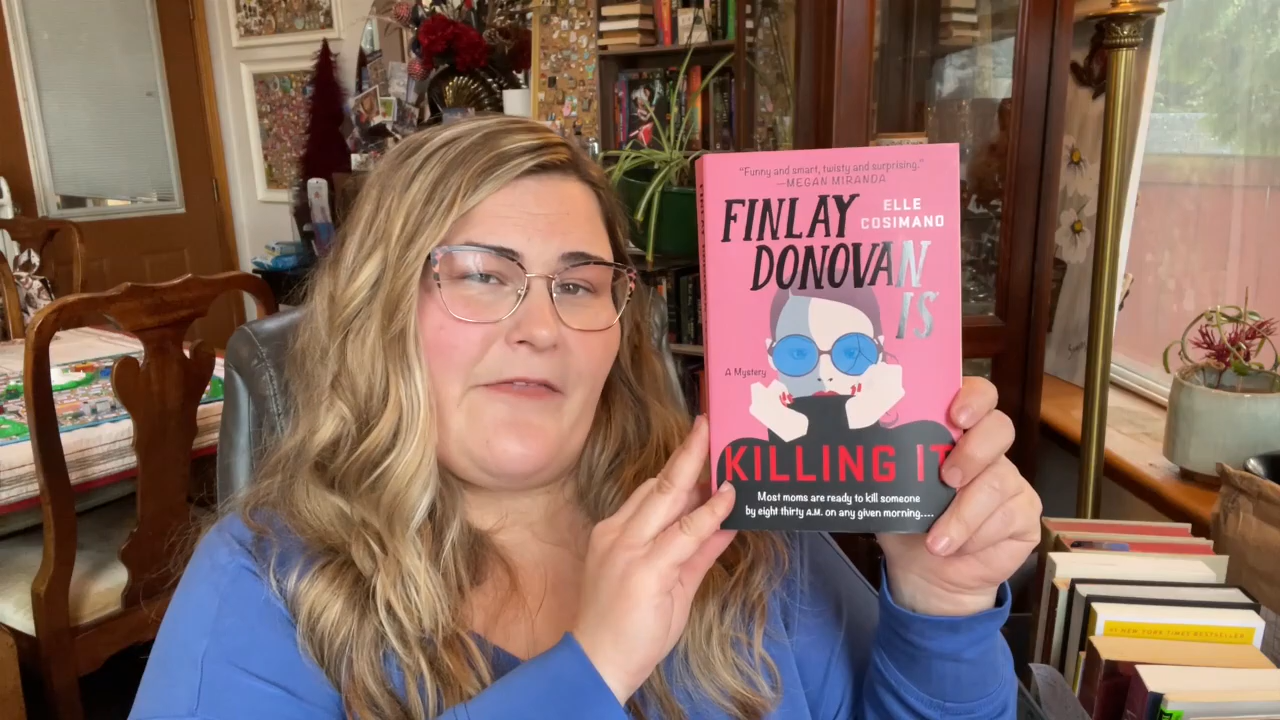 "Funny and smart, twisty and surprising."
—MEGAN MIRANDA
FINLAY
ELLE
COSIMANO
DONOVAN
IS
A Mystery
KILLING IT
Most moms are ready to kill someone
by eight thirty A.M. on any given morning....
NEW YORK TIMES BESTSELLER